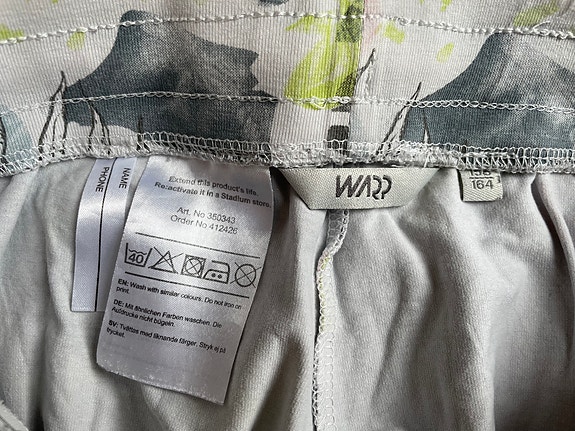 NAME
PHONE
Extend this product's life.
Re:activate it in a Stadium store.
Art. No 350343
Order No 412426
40
EN: Wash with similar colours. Do not iron on
print.
DE: Mit ähnlichen Farben waschen. Die
Aufdrucke nicht bügeln.
SV: Tvättas med liknande färger. Stryk ej på
trycket.
WARP
164